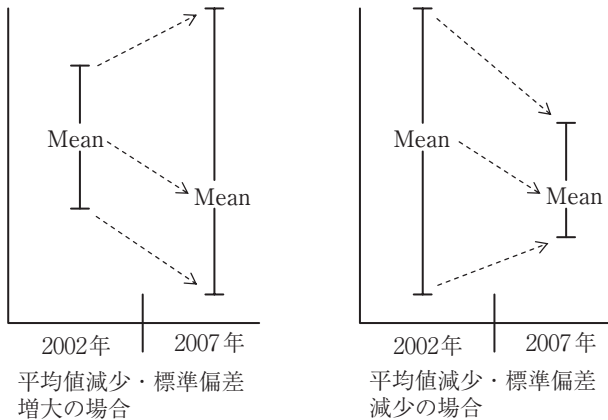 Mean
Mean
2002年
2007年
平均値減少・標準偏差
増大の場合
Mean
Mean
2002年
2007年
平均値減少・標準偏差
減少の場合